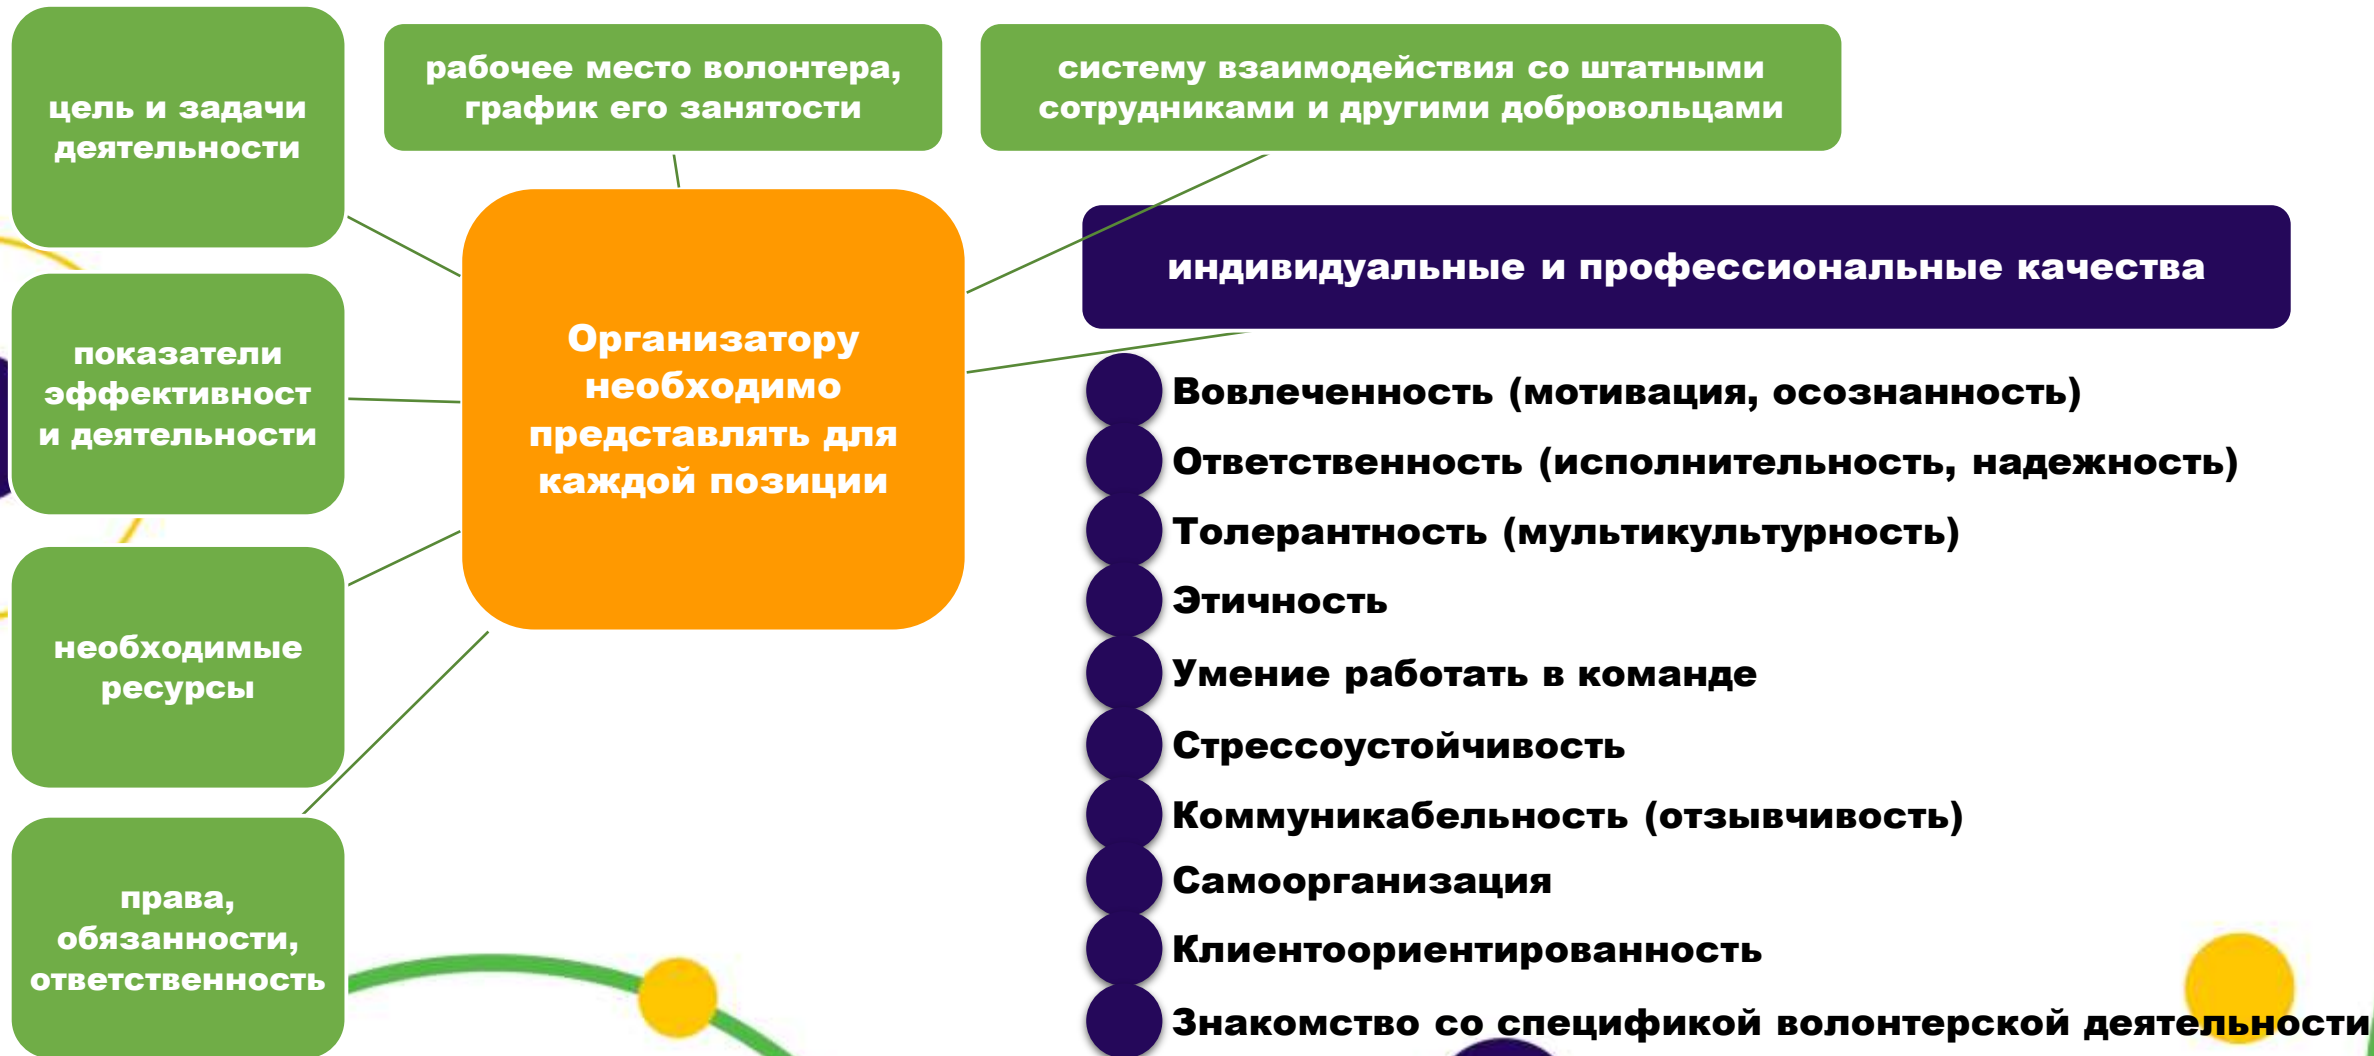 цель и задачи
деятельности
рабочее место волонтера,
график его занятости
систему взаимодействия со штатными
сотрудниками и другими добровольцами
показатели
эффективност
и деятельности
необходимые
ресурсы
права,
обязанности,
ответственность
Организатору
необходимо
представлять для
каждой позиции
индивидуальные и профессиональные качества
Вовлеченность (мотивация, осознанность)
Ответственность (исполнительность, надежность)
Толерантность (мультикультурность)
Этичность
Умение работать в команде
Стрессоустойчивость
Коммуникабельность (отзывчивость)
Самоорганизация
Клиентоориентированность
Знакомство со спецификой волонтерской деятельности